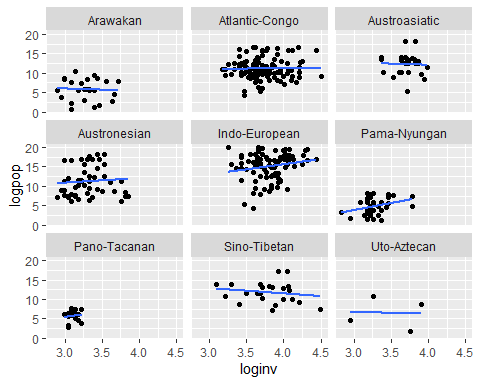 Arawakan Atlantic-Congo Austroasiatic
20
15
10
5
0
Austronesian Indo-European Pama-Nyungan
20
15
10
5
0
logpop
Pano-Tacanan Sino-Tibetan Uto-Aztecan
20
15
10
5
0
3.0 3.5 4.0 4.5 3.0 3.5 4.0 4.5 3.0 3.5 4.0 4.5
loginv